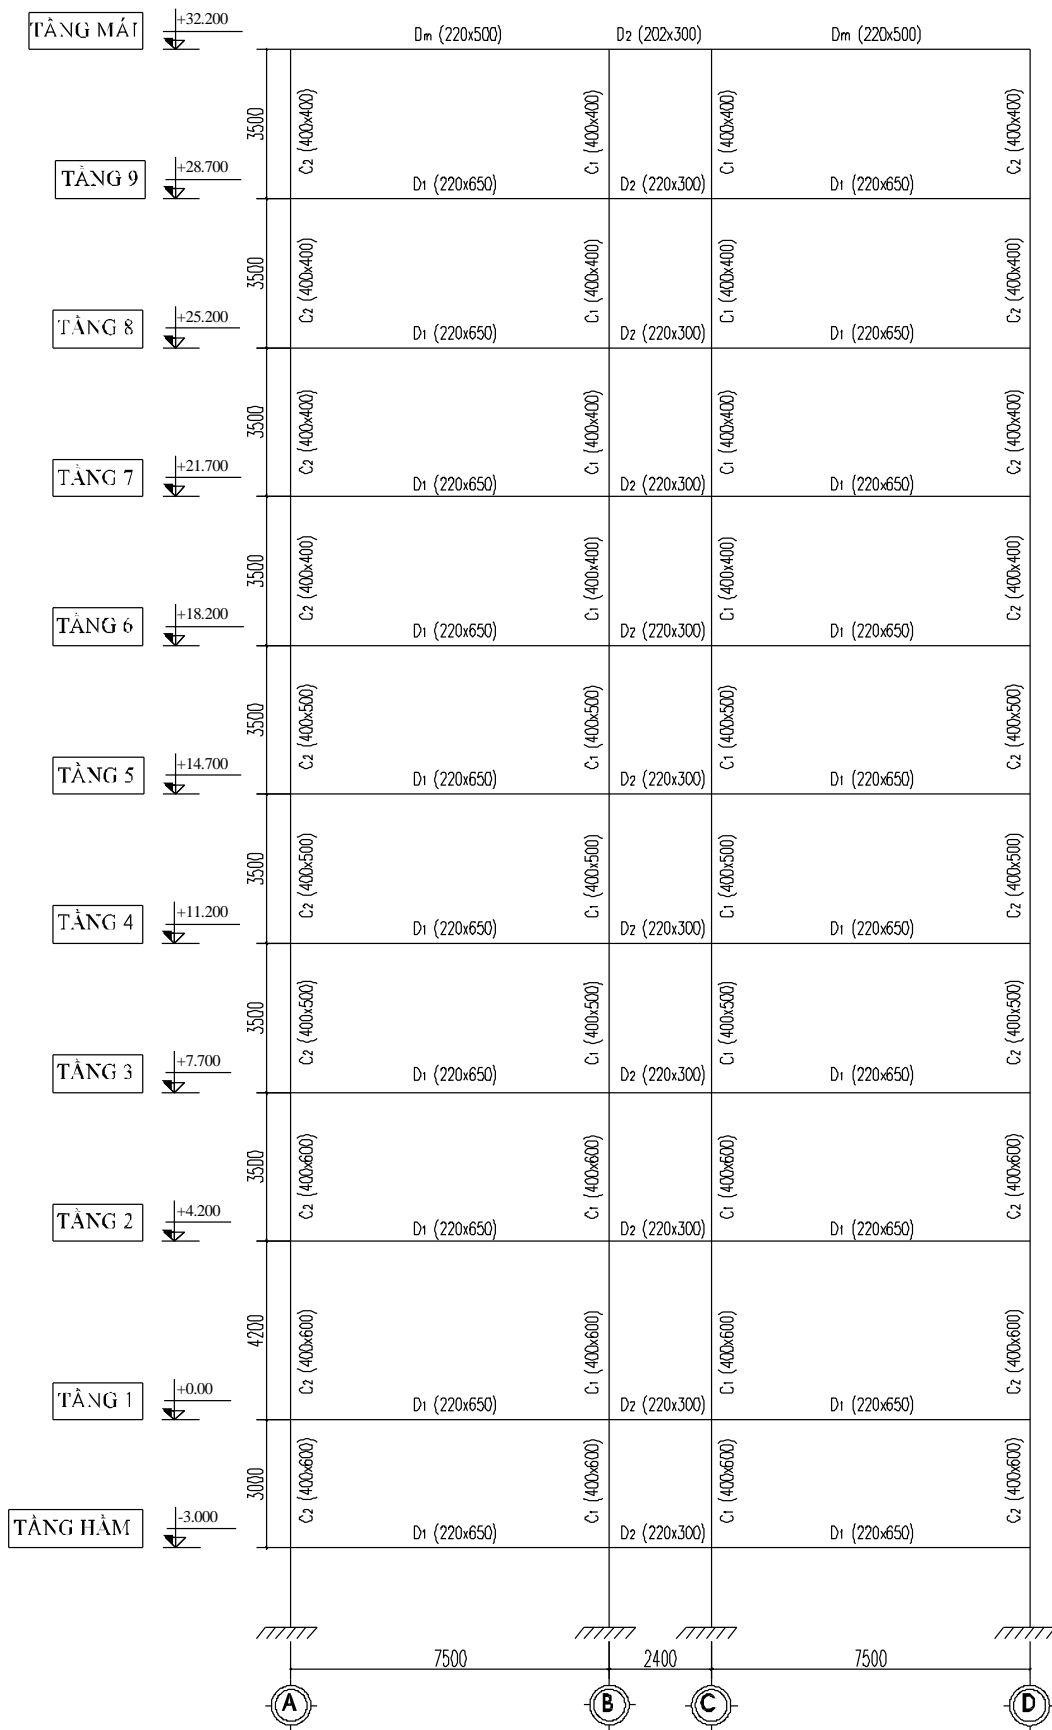 TẦNG MÁI
+32.200
Dm (220x500)
D2 (202x300)
Dm (220x500)
3500
C2 (400x400)
C1 (400x400)
C1 (400x400)
C2 (400x400)
TẦNG 9
+28.700
D1 (220x650)
D2 (220x300)
D1 (220x650)
3500
C2 (400x400)
C1 (400x400)
C1 (400x400)
C2 (400x400)
TẦNG 8
+25.200
D1 (220x650)
D2 (220x300)
D1 (220x650)
3500
C2 (400x400)
C1 (400x400)
C1 (400x400)
C2 (400x400)
TẦNG 7
+21.700
D1 (220x650)
D2 (220x300)
D1 (220x650)
3500
C2 (400x400)
C1 (400x400)
C1 (400x400)
C2 (400x400)
TẦNG 6
+18.200
D1 (220x650)
D2 (220x300)
D1 (220x650)
3500
C2 (400x500)
C1 (400x500)
C1 (400x500)
C2 (400x500)
TẦNG 5
+14.700
D1 (220x650)
D2 (220x300)
D1 (220x650)
3500
C2 (400x500)
C1 (400x500)
C1 (400x500)
C2 (400x500)
TẦNG 4
+11.200
D1 (220x650)
D2 (220x300)
D1 (220x650)
3500
C2 (400x500)
C1 (400x500)
C1 (400x500)
C2 (400x500)
TẦNG 3
+7.700
D1 (220x650)
D2 (220x300)
D1 (220x650)
3500
C2 (400x600)
C1 (400x600)
C1 (400x600)
C2 (400x600)
TẦNG 2
+4.200
D1 (220x650)
D2 (220x300)
D1 (220x650)
4200
C2 (400x600)
C1 (400x600)
C1 (400x600)
C2 (400x600)
TẦNG 1
+0.00
D1 (220x650)
D2 (220x300)
D1 (220x650)
3000
C2 (400x600)
C1 (400x600)
C1 (400x600)
C2 (400x600)
TẦNG HẦM
-3.000
D1 (220x650)
D2 (220x300)
D1 (220x650)
7500
2400
7500
A
B
C
D